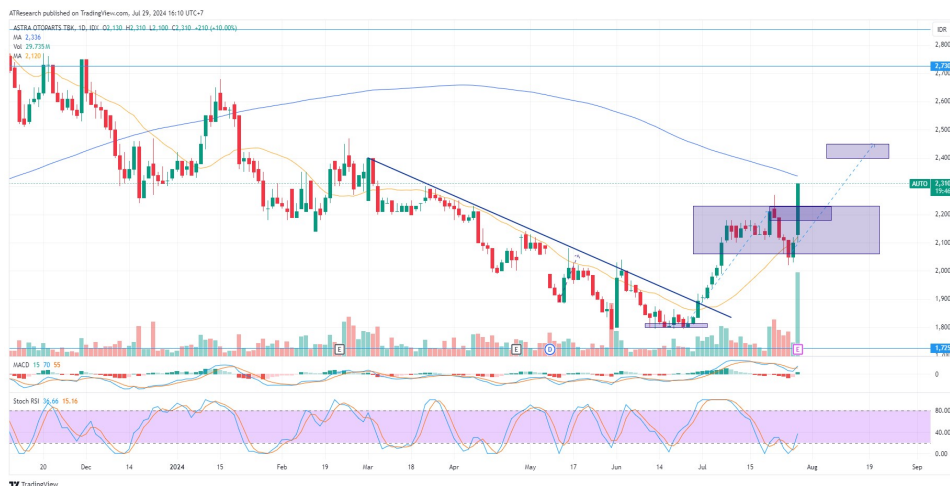 ATResearch published on TradingView.com, Jul 29, 2024 16:10 UTC+7
ASTRA OTOPARTS TBK, 1D, IDX O2,130 H2,310 L2,100 C2,310 +210 (+10.00%)
IDR
MA 2,336
Vol 29.735M
MA 2,120
2,800
2,730
2,600
2,500
2,400
AUTO 2,310
2,200
2,100
2,000
1,900
1,800
1,725
E E D E
MACD 15 70 55
0
Stoch RSI 36.66 15.16
80.00
40.00
0.00
20 Dec 14 2024 15 Feb 19 Mar 18 Apr 15 May 17 Jun 14 Jul 15 Aug 19 Sep
TradingView